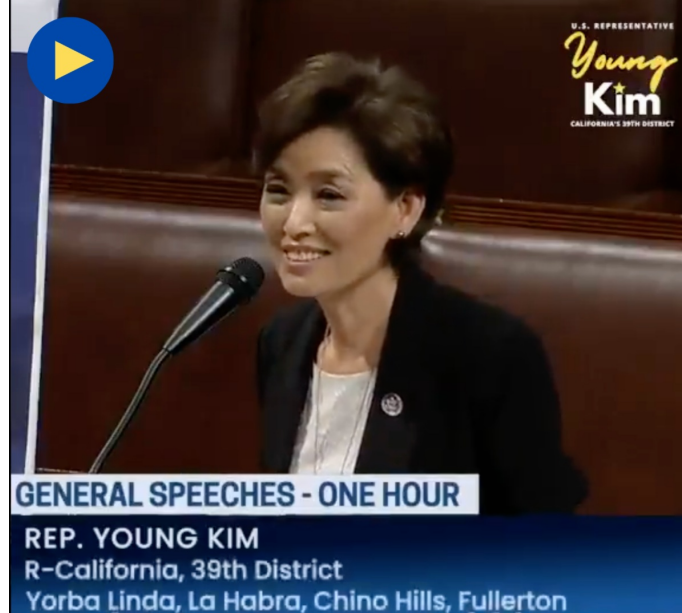 U.S. REPRESENTATIVE
Young
Kim
CALIFORNIA'S 39TH DISTRICT
GENERAL SPEECHES - ONE HOUR
REP. YOUNG KIM
R-California, 39th District
Yorba Linda, La Habra, Chino Hills, Fullerton